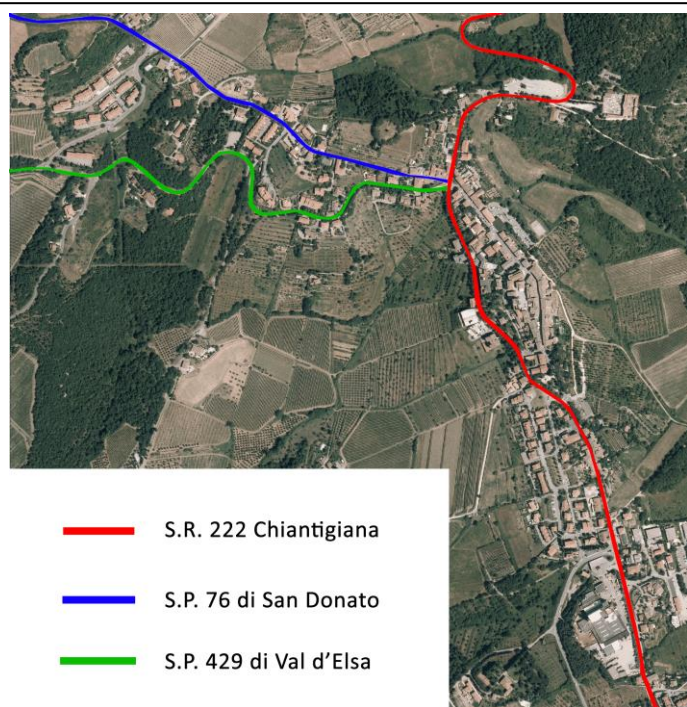 S.R. 222 Chiantigiana
S.P. 76 di San Donato
S.P. 429 di Val d'Elsa